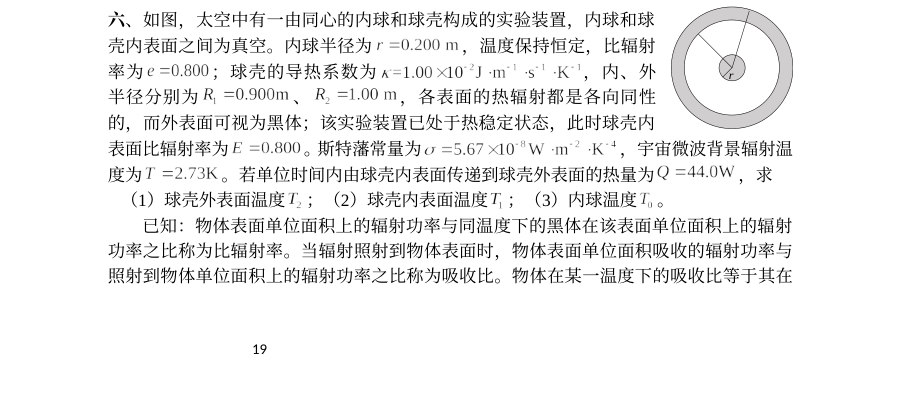 六、如图，太空中有一由同心的内球和球壳构成的实验装置，内球和球
壳内表面之间为真空。内球半径为 r =0.200 m，温度保持恒定，比辐射
率为 e =0.800；球壳的导热系数为 κ=1.00 ×10⁻² J ·m⁻¹ ·s⁻¹ ·K⁻¹，内、外
半径分别为 R₁ =0.900m 、 R₂ =1.00 m ，各表面的热辐射都是各向同性
的，而外表面可视为黑体；该实验装置已处于热稳定状态，此时球壳内
表面比辐射率为 E =0.800 。斯特藩常量为 σ =5.67 ×10⁻⁸ W ·m⁻² ·K⁻⁴，宇宙微波背景辐射温
度为 T =2.73K 。若单位时间内由球壳内表面传递到球壳外表面的热量为 Q =44.0W ，求
（1）球壳外表面温度 T₂ ；（2）球壳内表面温度 T₁ ；（3）内球温度 T₀ 。
已知：物体表面单位面积上的辐射功率与同温度下的黑体在该表面单位面积上的辐射
功率之比称为比辐射率。当辐射照射到物体表面时，物体表面单位面积吸收的辐射功率与
照射到物体单位面积上的辐射功率之比称为吸收比。物体在某一温度下的吸收比等于其在
r
19